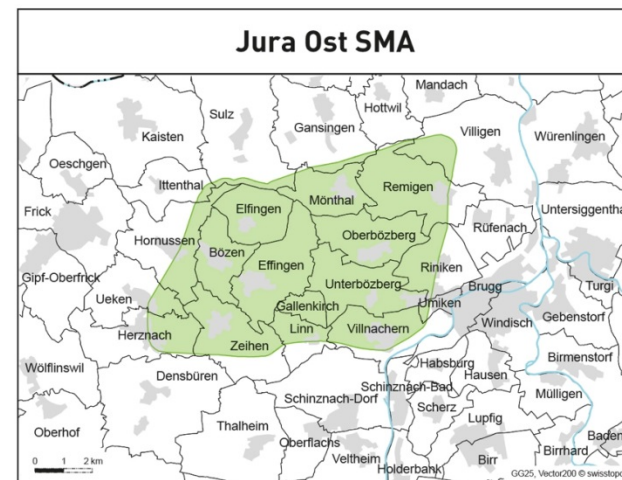 Jura Ost SMA
Mandach
Hottwil
Sulz
Gansingen
Kaisten
Villigen
Würenlingen
Oeschgen
Ittenthal
Mönthal
Remigen
Frick
Elfingen
Untersiggentha
Hornussen
Oberbözberg
Rüfenach
Bözen
Effingen
Gipf-Oberfrick
Riniken
Turgi
Ueken
Unterbözberg
Brugg
Gallenkirch
Umiken
Gebenstorf
Herznach
Linn
Villnachern
Windisch
Zeihen
Birmenstorf
Habsburg
Wölflinswil
Densbüren
Hausen
Schinznach-Bad
Mülligen
Schinznach-Dorf
Scherz
Oberhof
Thalheim
Lupfig
Oberflachs
Baden
Veltheim
Birr
Birrhard
Holderbank
0 1 2 km
GG25, Vector200 © swisstopo